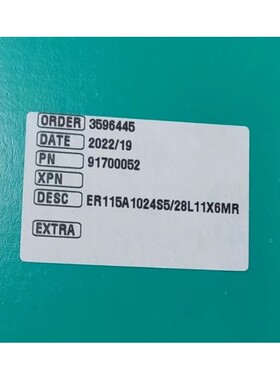 ORDER 3596445
DATE 2022/19
PN 91700052
XPN
DESC ER115A1024S5/28L11X6MR
EXTRA